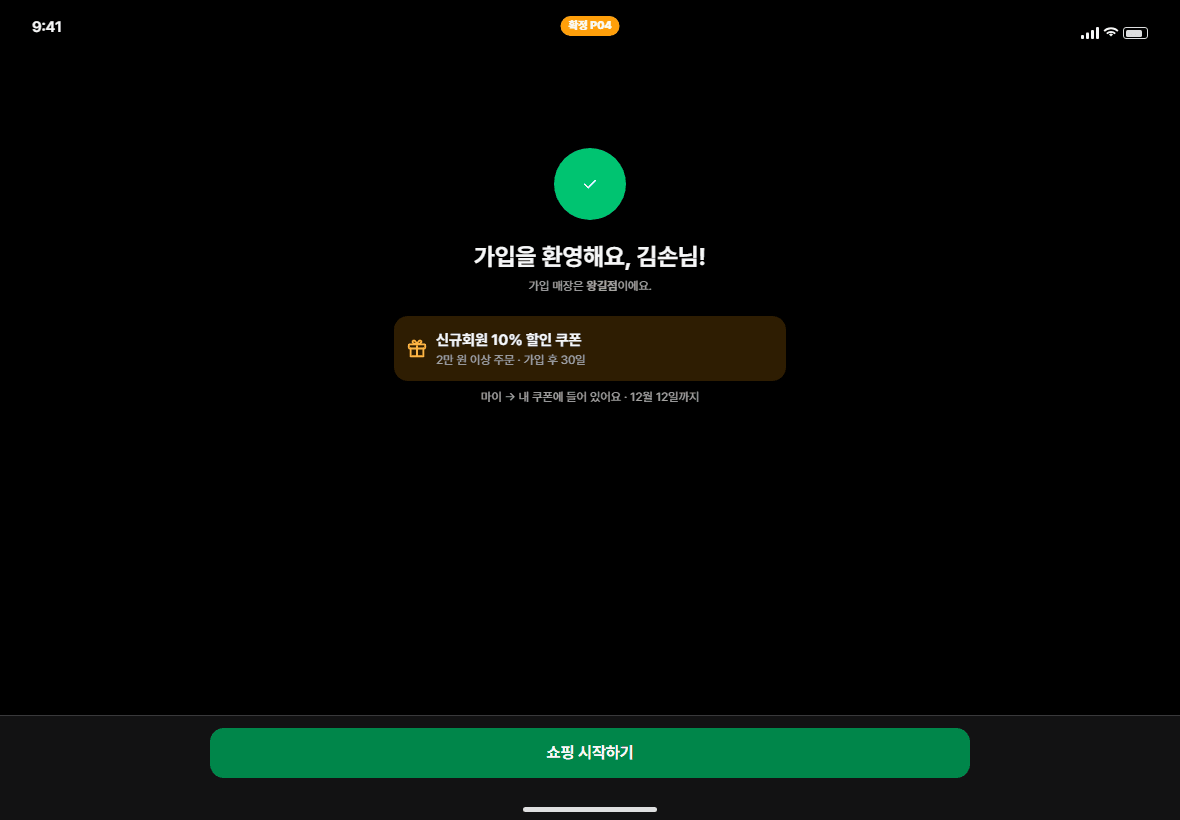 9:41
확정 P04
가입을 환영해요, 김손님!
가입 매장은 왕길점이에요.
신규회원 10% 할인 쿠폰
2만 원 이상 주문 · 가입 후 30일
마이 → 내 쿠폰에 들어 있어요 · 12월 12일까지
쇼핑 시작하기